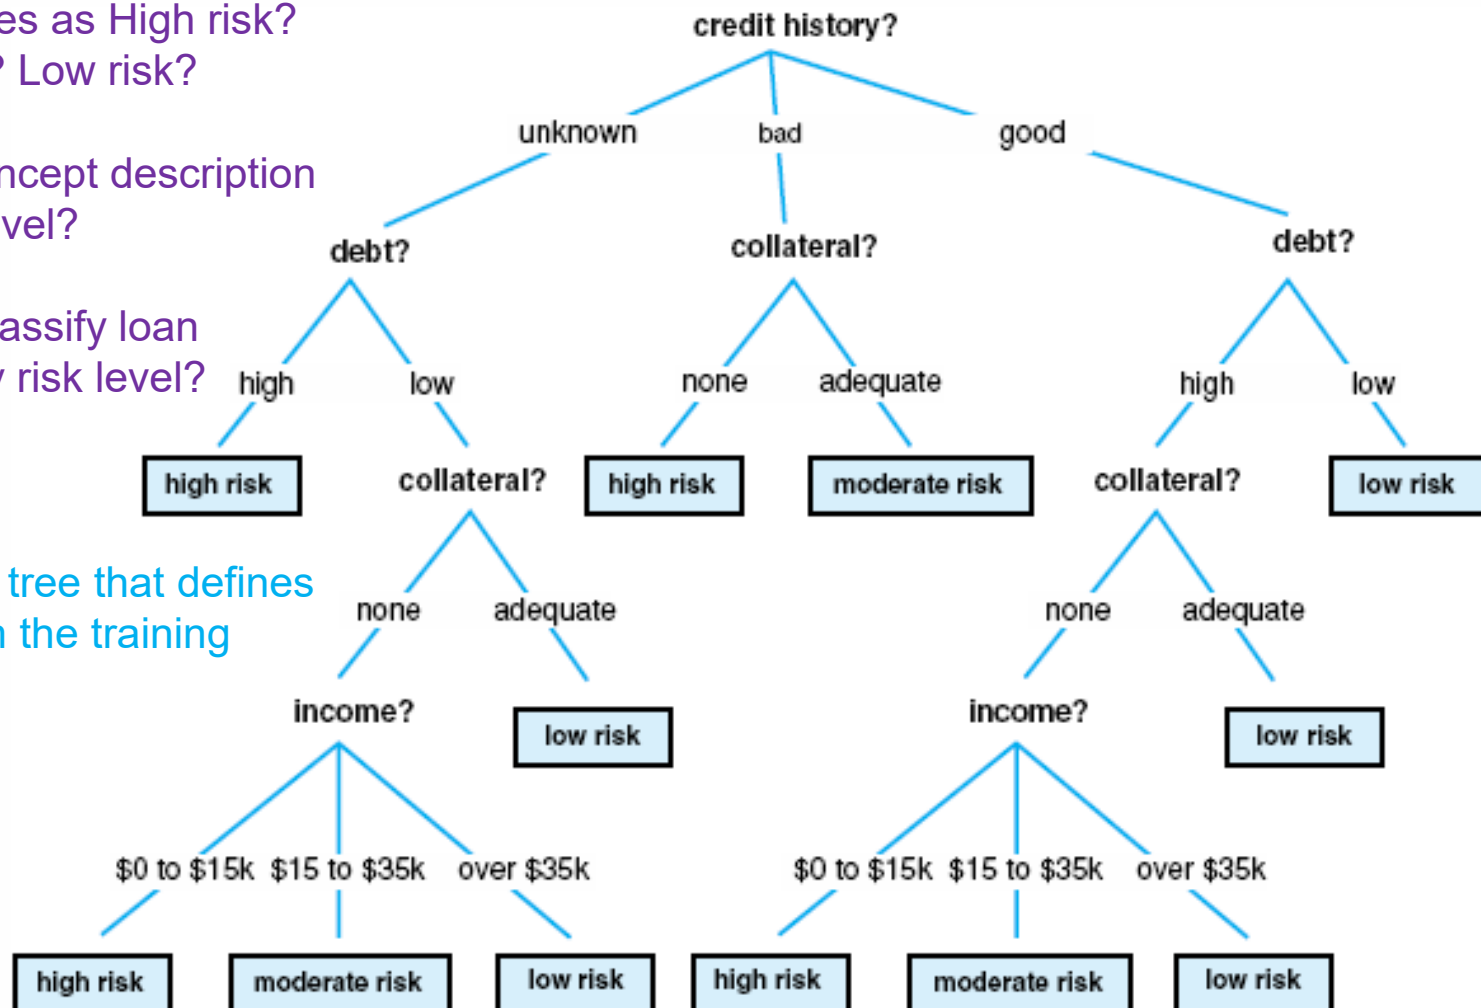 es as High risk?
? Low risk?
ncept description
vel?
assify loan
y risk level?
tree that defines
n the training
credit history?
unknown bad good
debt? collateral? debt?
high low none adequate high low
high risk collateral? high risk moderate risk collateral? low risk
none adequate none adequate
income? low risk income? low risk
$0 to $15k $15 to $35k over $35k $0 to $15k $15 to $35k over $35k
high risk moderate risk low risk high risk moderate risk low risk